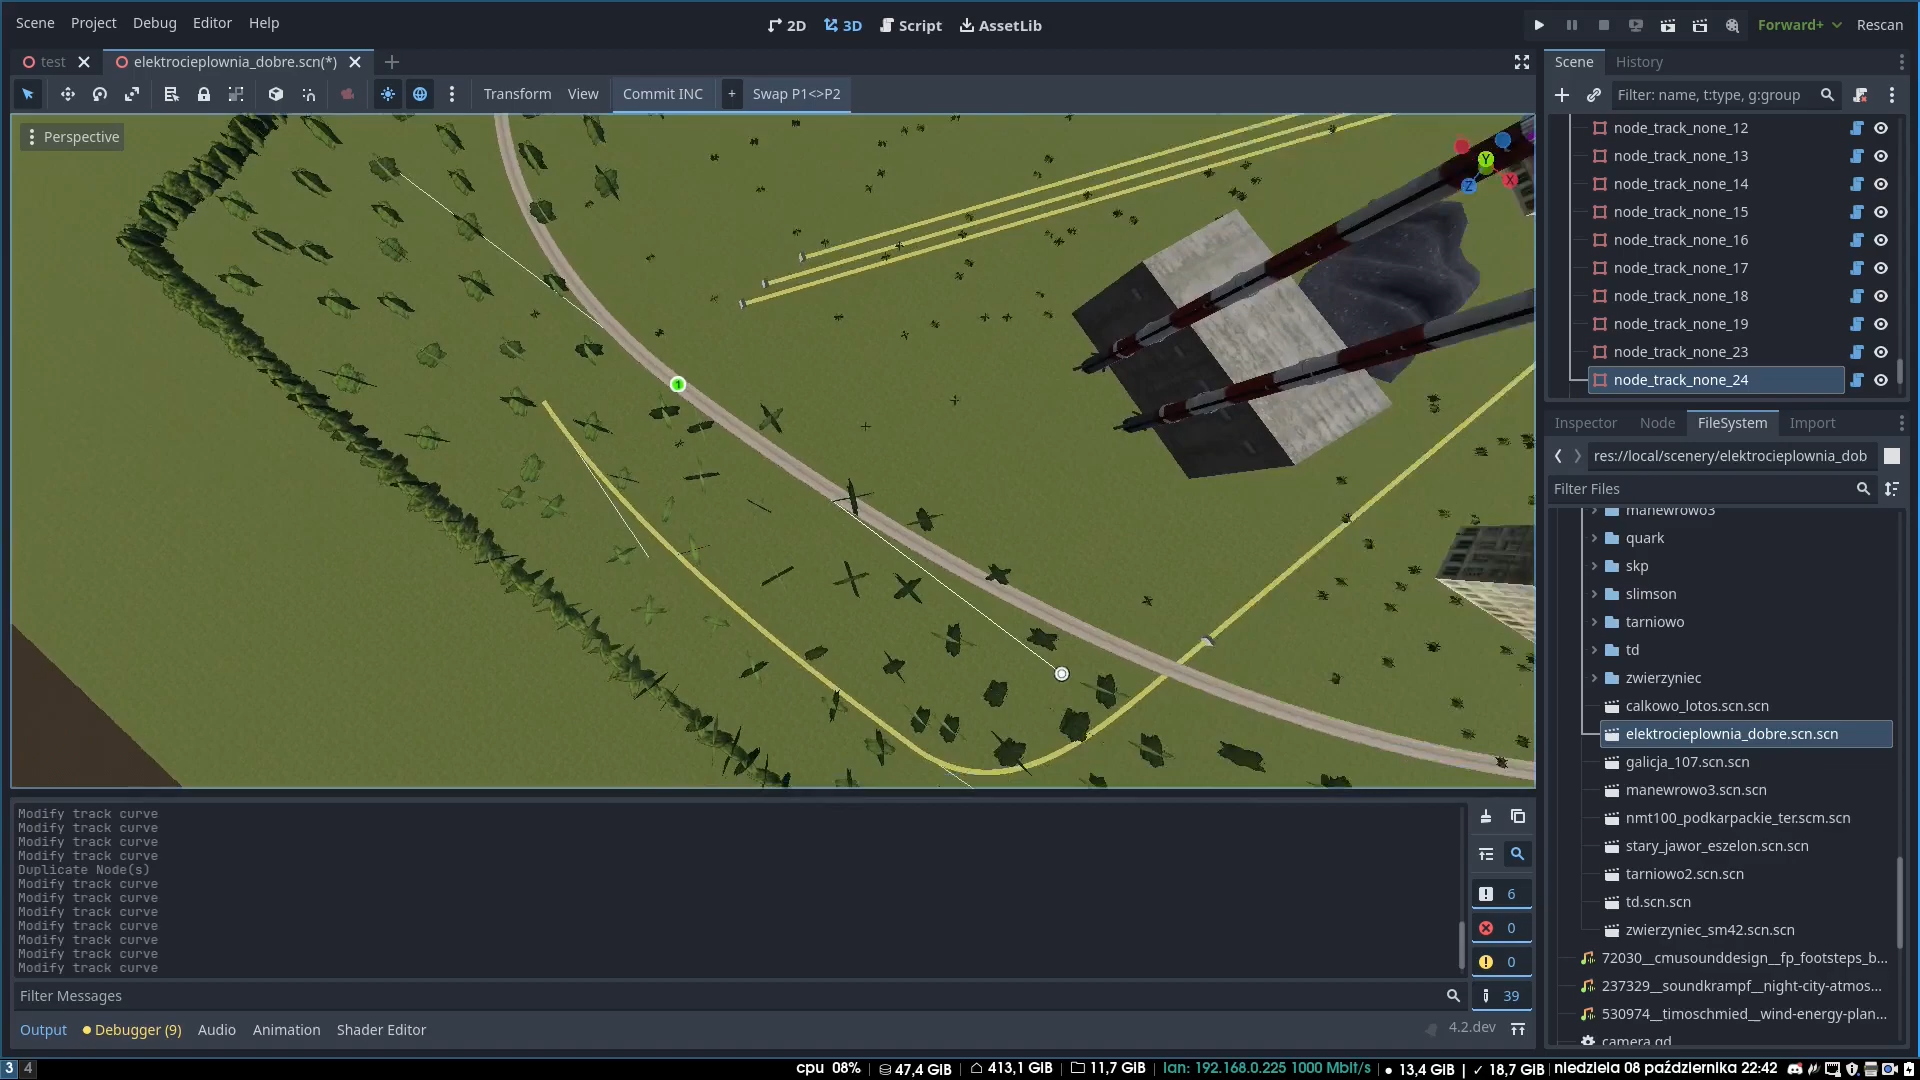 Scene Project Debug Editor Help
2D 3D Script AssetLib
Forward+ Rescan
test elektrocieplownia_dobre.scn(*)
Transform View Commit INC + Swap P1<>P2
Perspective
1
Y
X
Z
Modify track curve
Modify track curve
Modify track curve
Modify track curve
Duplicate Node(s)
Modify track curve
Modify track curve
Modify track curve
Modify track curve
Modify track curve
Modify track curve
Modify track curve
6
0
0
39
Filter Messages
Output Debugger (9) Audio Animation Shader Editor
4.2.dev
Scene History
Filter: name, t:type, g:group
node_track_none_12
node_track_none_13
node_track_none_14
node_track_none_15
node_track_none_16
node_track_none_17
node_track_none_18
node_track_none_19
node_track_none_23
node_track_none_24
Inspector Node FileSystem Import
res://local/scenery/elektrocieplownia_dob
Filter Files
manewrowo3
quark
skp
slimson
tarniowo
td
zwierzyniec
calkowo_lotos.scn.scn
elektrocieplownia_dobre.scn.scn
galicja_107.scn.scn
manewrowo3.scn.scn
nmt100_podkarpackie_ter.scm.scn
stary_jawor_eszelon.scn.scn
tarniowo2.scn.scn
td.scn.scn
zwierzyniec_sm42.scn.scn
72030__cmusounddesign__fp_footsteps_b...
237329__soundkrampf__night-city-atmos...
530974__timoschmied__wind-energy-plan...
camera.gd
3 4
cpu 08% 47,4 GIB 413,1 GIB 11,7 GIB lan: 192.168.0.225 1000 Mblt/s 13,4 GIB 18,7 GIB niedziela 08 października 22:42